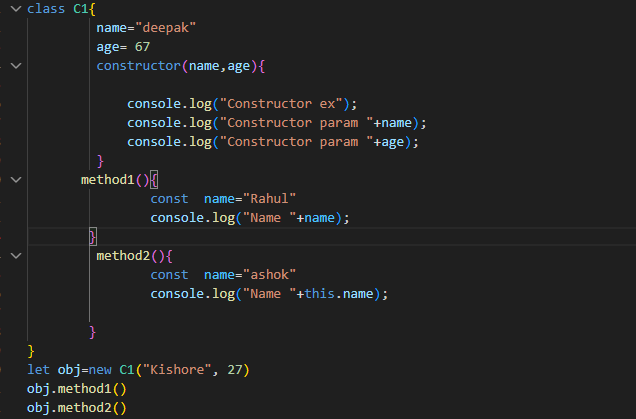 class C1{
name="deepak"
age= 67
constructor(name,age){
console.log("Constructor ex");
console.log("Constructor param "+name);
console.log("Constructor param "+age);
}
method1(){
const  name="Rahul"
console.log("Name "+name);
}
method2(){
const  name="ashok"
console.log("Name "+this.name);
}
}
let obj=new C1("Kishore", 27)
obj.method1()
obj.method2()